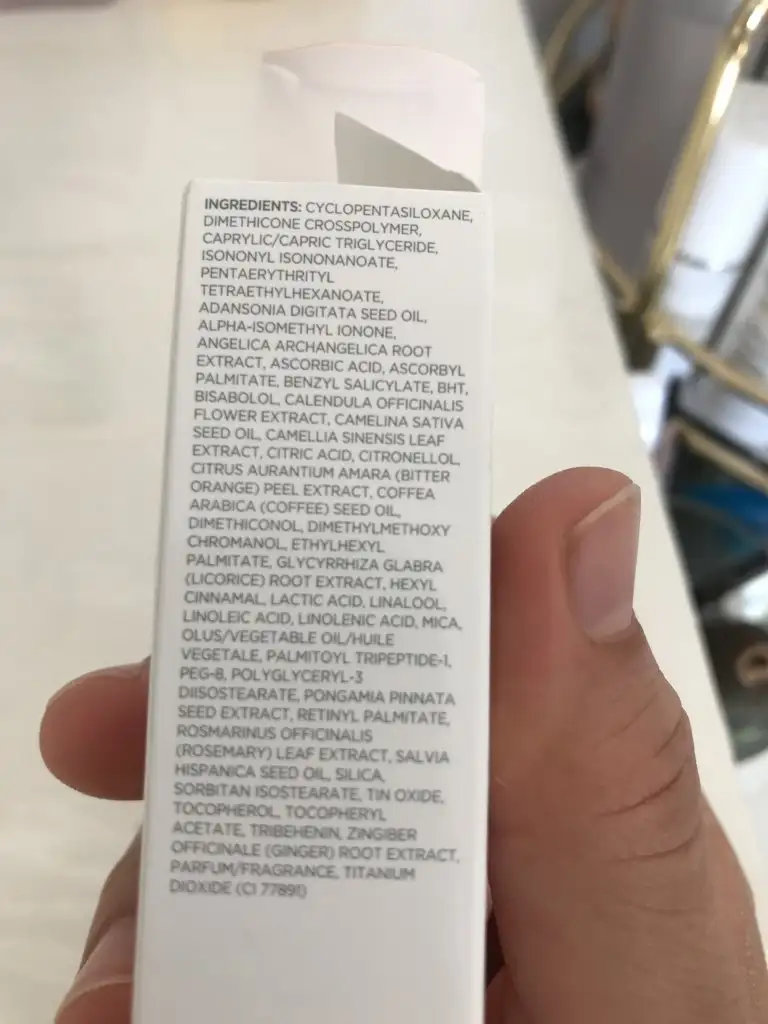 INGREDIENTS: CYCLOPENTASILOXANE,
DIMETHICONE CROSSPOLYMER,
CAPRYLIC/CAPRIC TRIGLYCERIDE,
ISONONYL ISONONANOATE,
PENTAERYTHRITYL
TETRAETHYLHEXANOATE,
ADANSONIA DIGITATA SEED OIL,
ALPHA-ISOMETHYL IONONE,
ANGELICA ARCHANGELICA ROOT
EXTRACT, ASCORBIC ACID, ASCORBYL
PALMITATE, BENZYL SALICYLATE, BHT,
BISABOLOL, CALENDULA OFFICINALIS
FLOWER EXTRACT, CAMELINA SATIVA
SEED OIL, CAMELLIA SINENSIS LEAF
EXTRACT, CITRIC ACID, CITRONELLOL,
CITRUS AURANTIUM AMARA (BITTER
ORANGE) PEEL EXTRACT, COFFEA
ARABICA (COFFEE) SEED OIL,
DIMETHICONOL, DIMETHYLMETHOXY
CHROMANOL, ETHYLHEXYL
PALMITATE, GLYCYRRHIZA GLABRA
(LICORICE) ROOT EXTRACT, HEXYL
CINNAMAL, LACTIC ACID, LINALOOL,
LINOLEIC ACID, LINOLENIC ACID, MICA,
OLUS/VEGETABLE OIL/HUILE
VEGETALE, PALMITOYL TRIPEPTIDE-1,
PEG-8, POLYGLYCERYL-3
DIISOSTEARATE, PONGAMIA PINNATA
SEED EXTRACT, RETINYL PALMITATE,
ROSMARINUS OFFICINALIS
(ROSEMARY) LEAF EXTRACT, SALVIA
HISPANICA SEED OIL, SILICA,
SORBITAN ISOSTEARATE, TIN OXIDE,
TOCOPHEROL, TOCOPHERYL
ACETATE, TRIBEHENIN, ZINGIBER
OFFICINALE (GINGER) ROOT EXTRACT,
PARFUM/FRAGRANCE, TITANIUM
DIOXIDE (CI 77891)